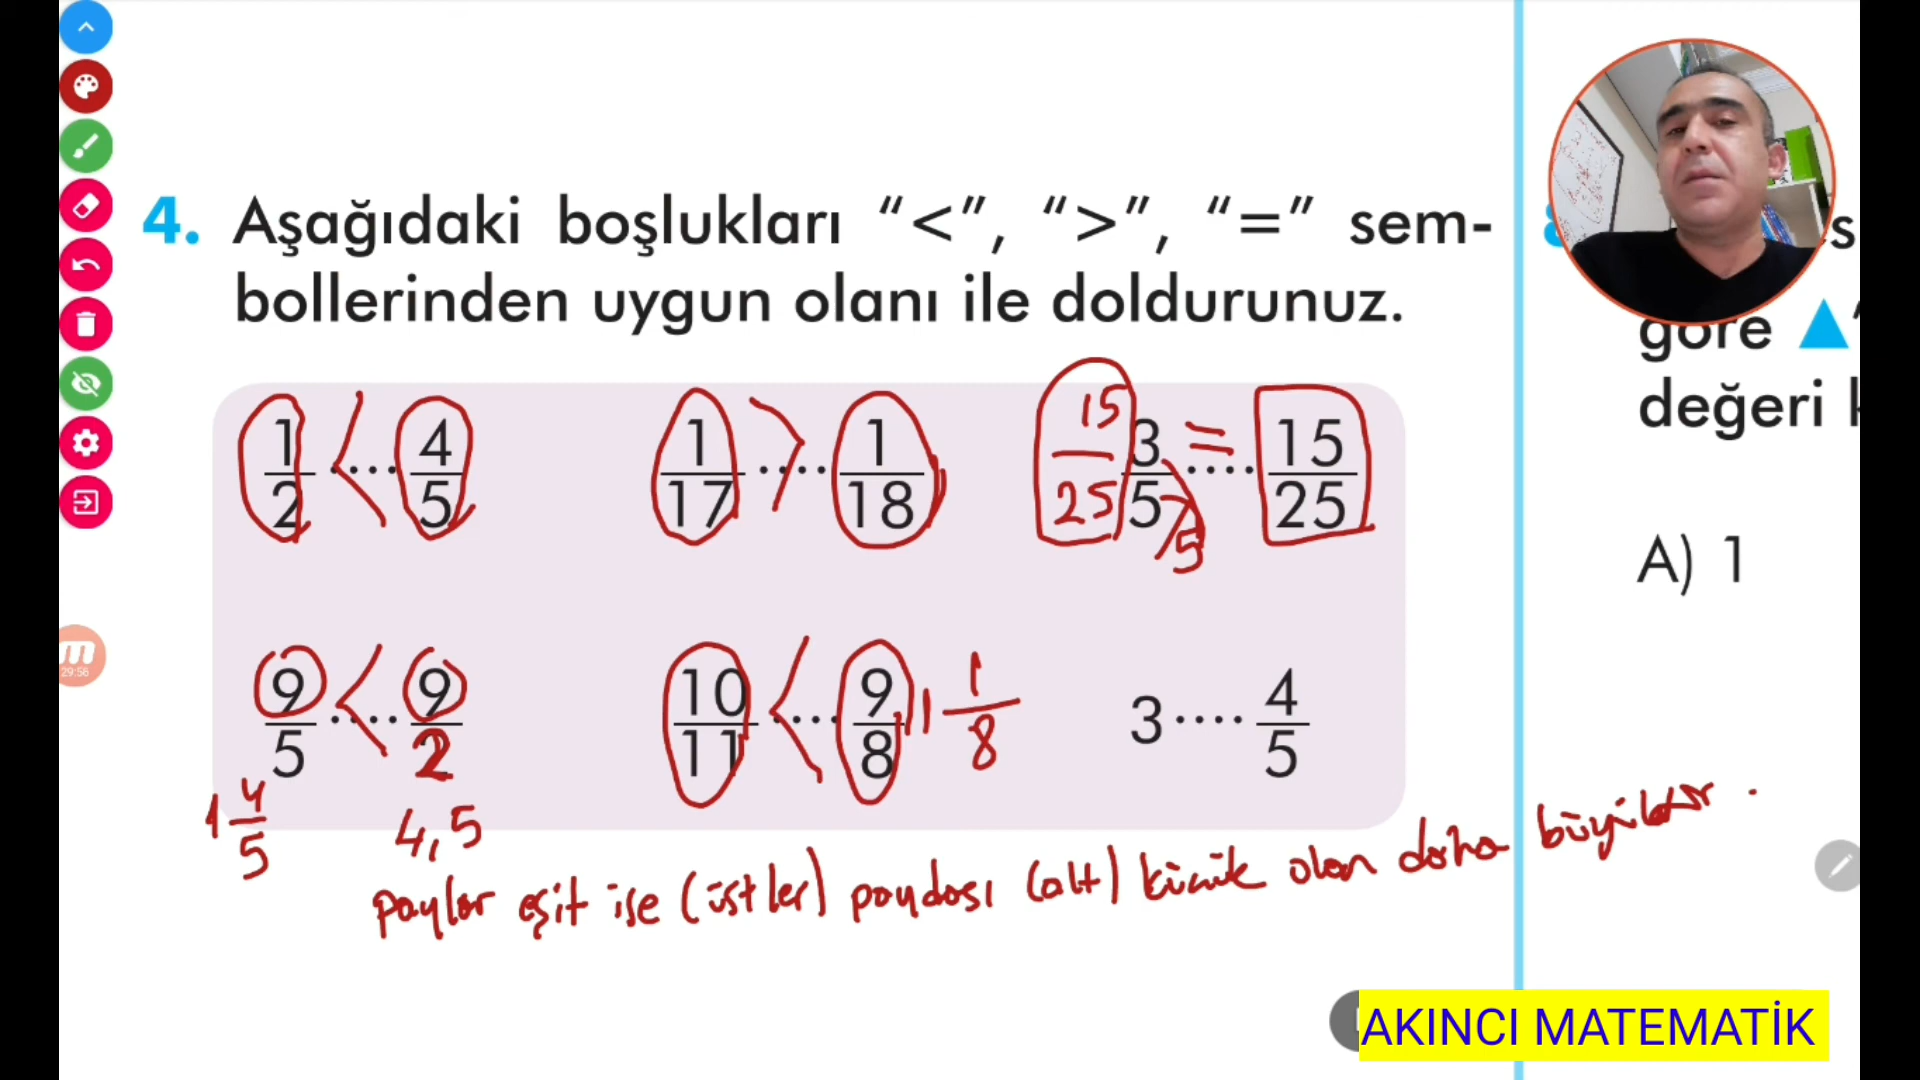 4. Aşağıdaki boşlukları “<”, “>”, “=” sem-
bollerinden uygun olanı ile doldurunuz.
1/2 < .... 4/5
1/17 > .... 1/18
15/25 3/5 = .... 15/25
5
9/5 < .... 9/2
10/11 < .... 9/8 1 1/8
3 .... 4/5
1 4/5
4,5
Paylar eşit ise (üstler) paydası (alt) küçük olan daha büyüktür.
göre ▲'
değeri
A) 1
29:56
AKINCI MATEMATİK